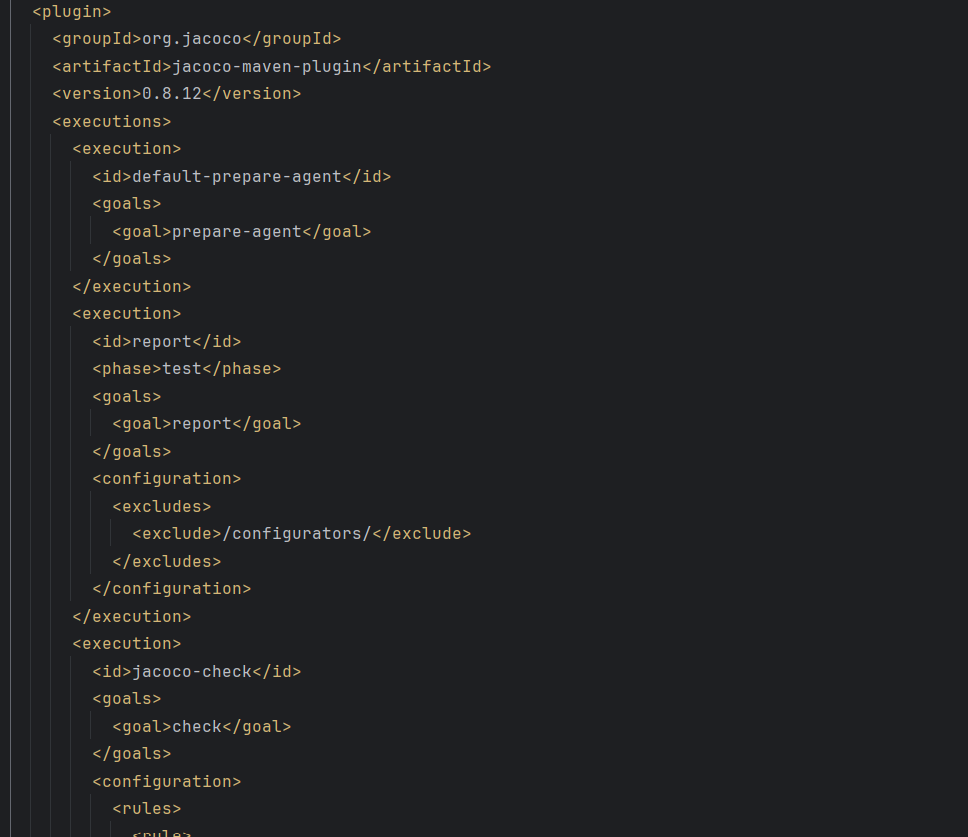 <plugin>
<groupId>org.jacoco</groupId>
<artifactId>jacoco-maven-plugin</artifactId>
<version>0.8.12</version>
<executions>
<execution>
<id>default-prepare-agent</id>
<goals>
<goal>prepare-agent</goal>
</goals>
</execution>
<execution>
<id>report</id>
<phase>test</phase>
<goals>
<goal>report</goal>
</goals>
<configuration>
<excludes>
<exclude>/configurators/</exclude>
</excludes>
</configuration>
</execution>
<execution>
<id>jacoco-check</id>
<goals>
<goal>check</goal>
</goals>
<configuration>
<rules>
<rule>